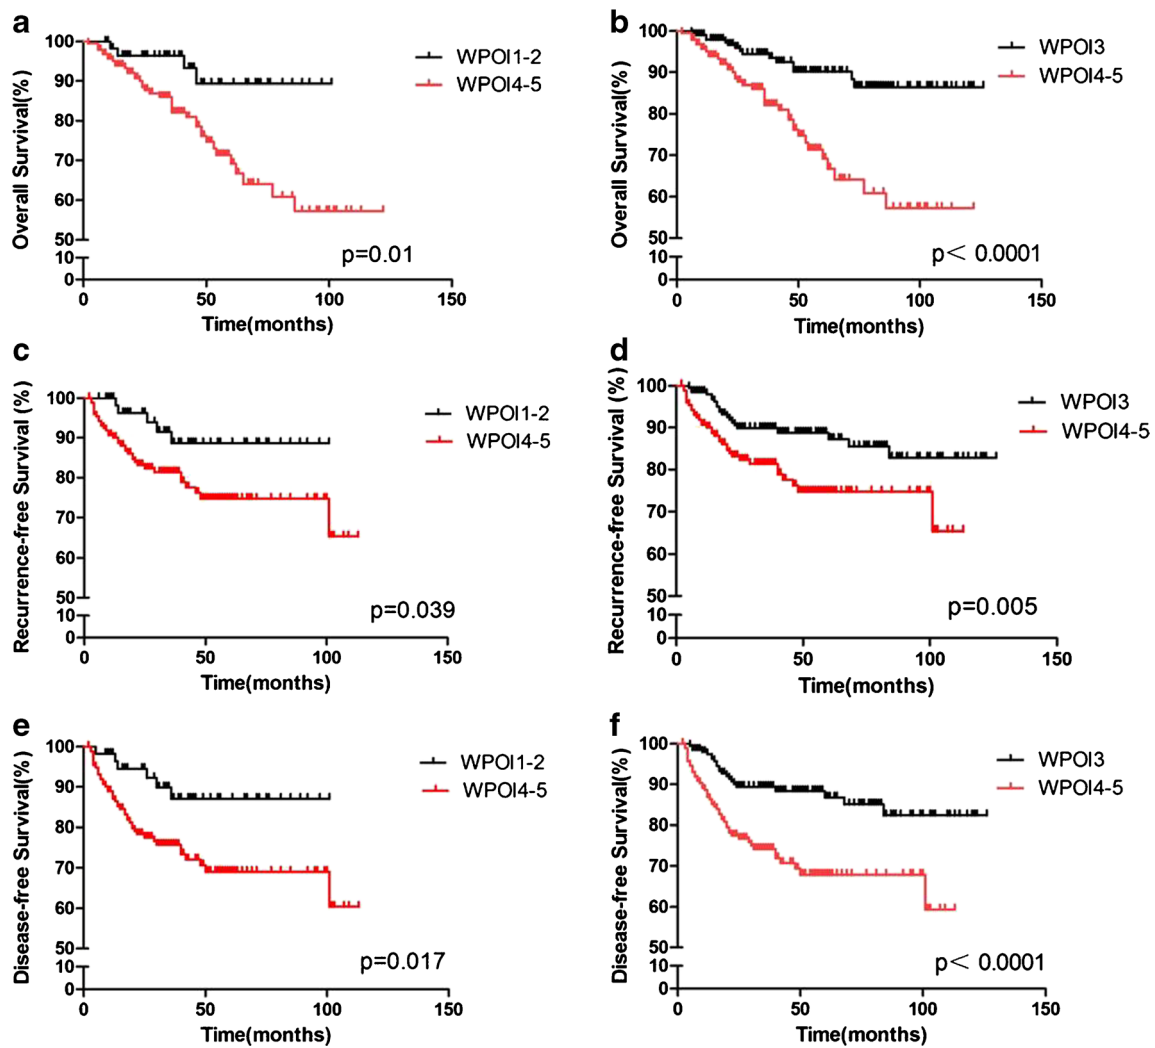 a
Overall Survival(%)
100
90
80
70
60
50
10
0
0
50
100
150
Time(months)
WPOI1-2
WPOI4-5
p=0.01
b
Overall Survival(%)
100
90
80
70
60
50
10
0
0
50
100
150
Time(months)
WPOI3
WPOI4-5
p< 0.0001
c
Recurrence-free Survival (%)
100
90
80
70
60
50
10
0
0
50
100
150
Time(months)
WPOI1-2
WPOI4-5
p=0.039
d
Recurrence-free Survival (%)
100
90
80
70
60
50
10
0
0
50
100
150
Time(months)
WPOI3
WPOI4-5
p=0.005
e
Disease-free Survival(%)
100
90
80
70
60
50
10
0
0
50
100
150
Time(months)
WPOI1-2
WPOI4-5
p=0.017
f
Disease-free Survival(%)
100
90
80
70
60
50
10
0
0
50
100
150
Time(months)
WPOI3
WPOI4-5
p< 0.0001